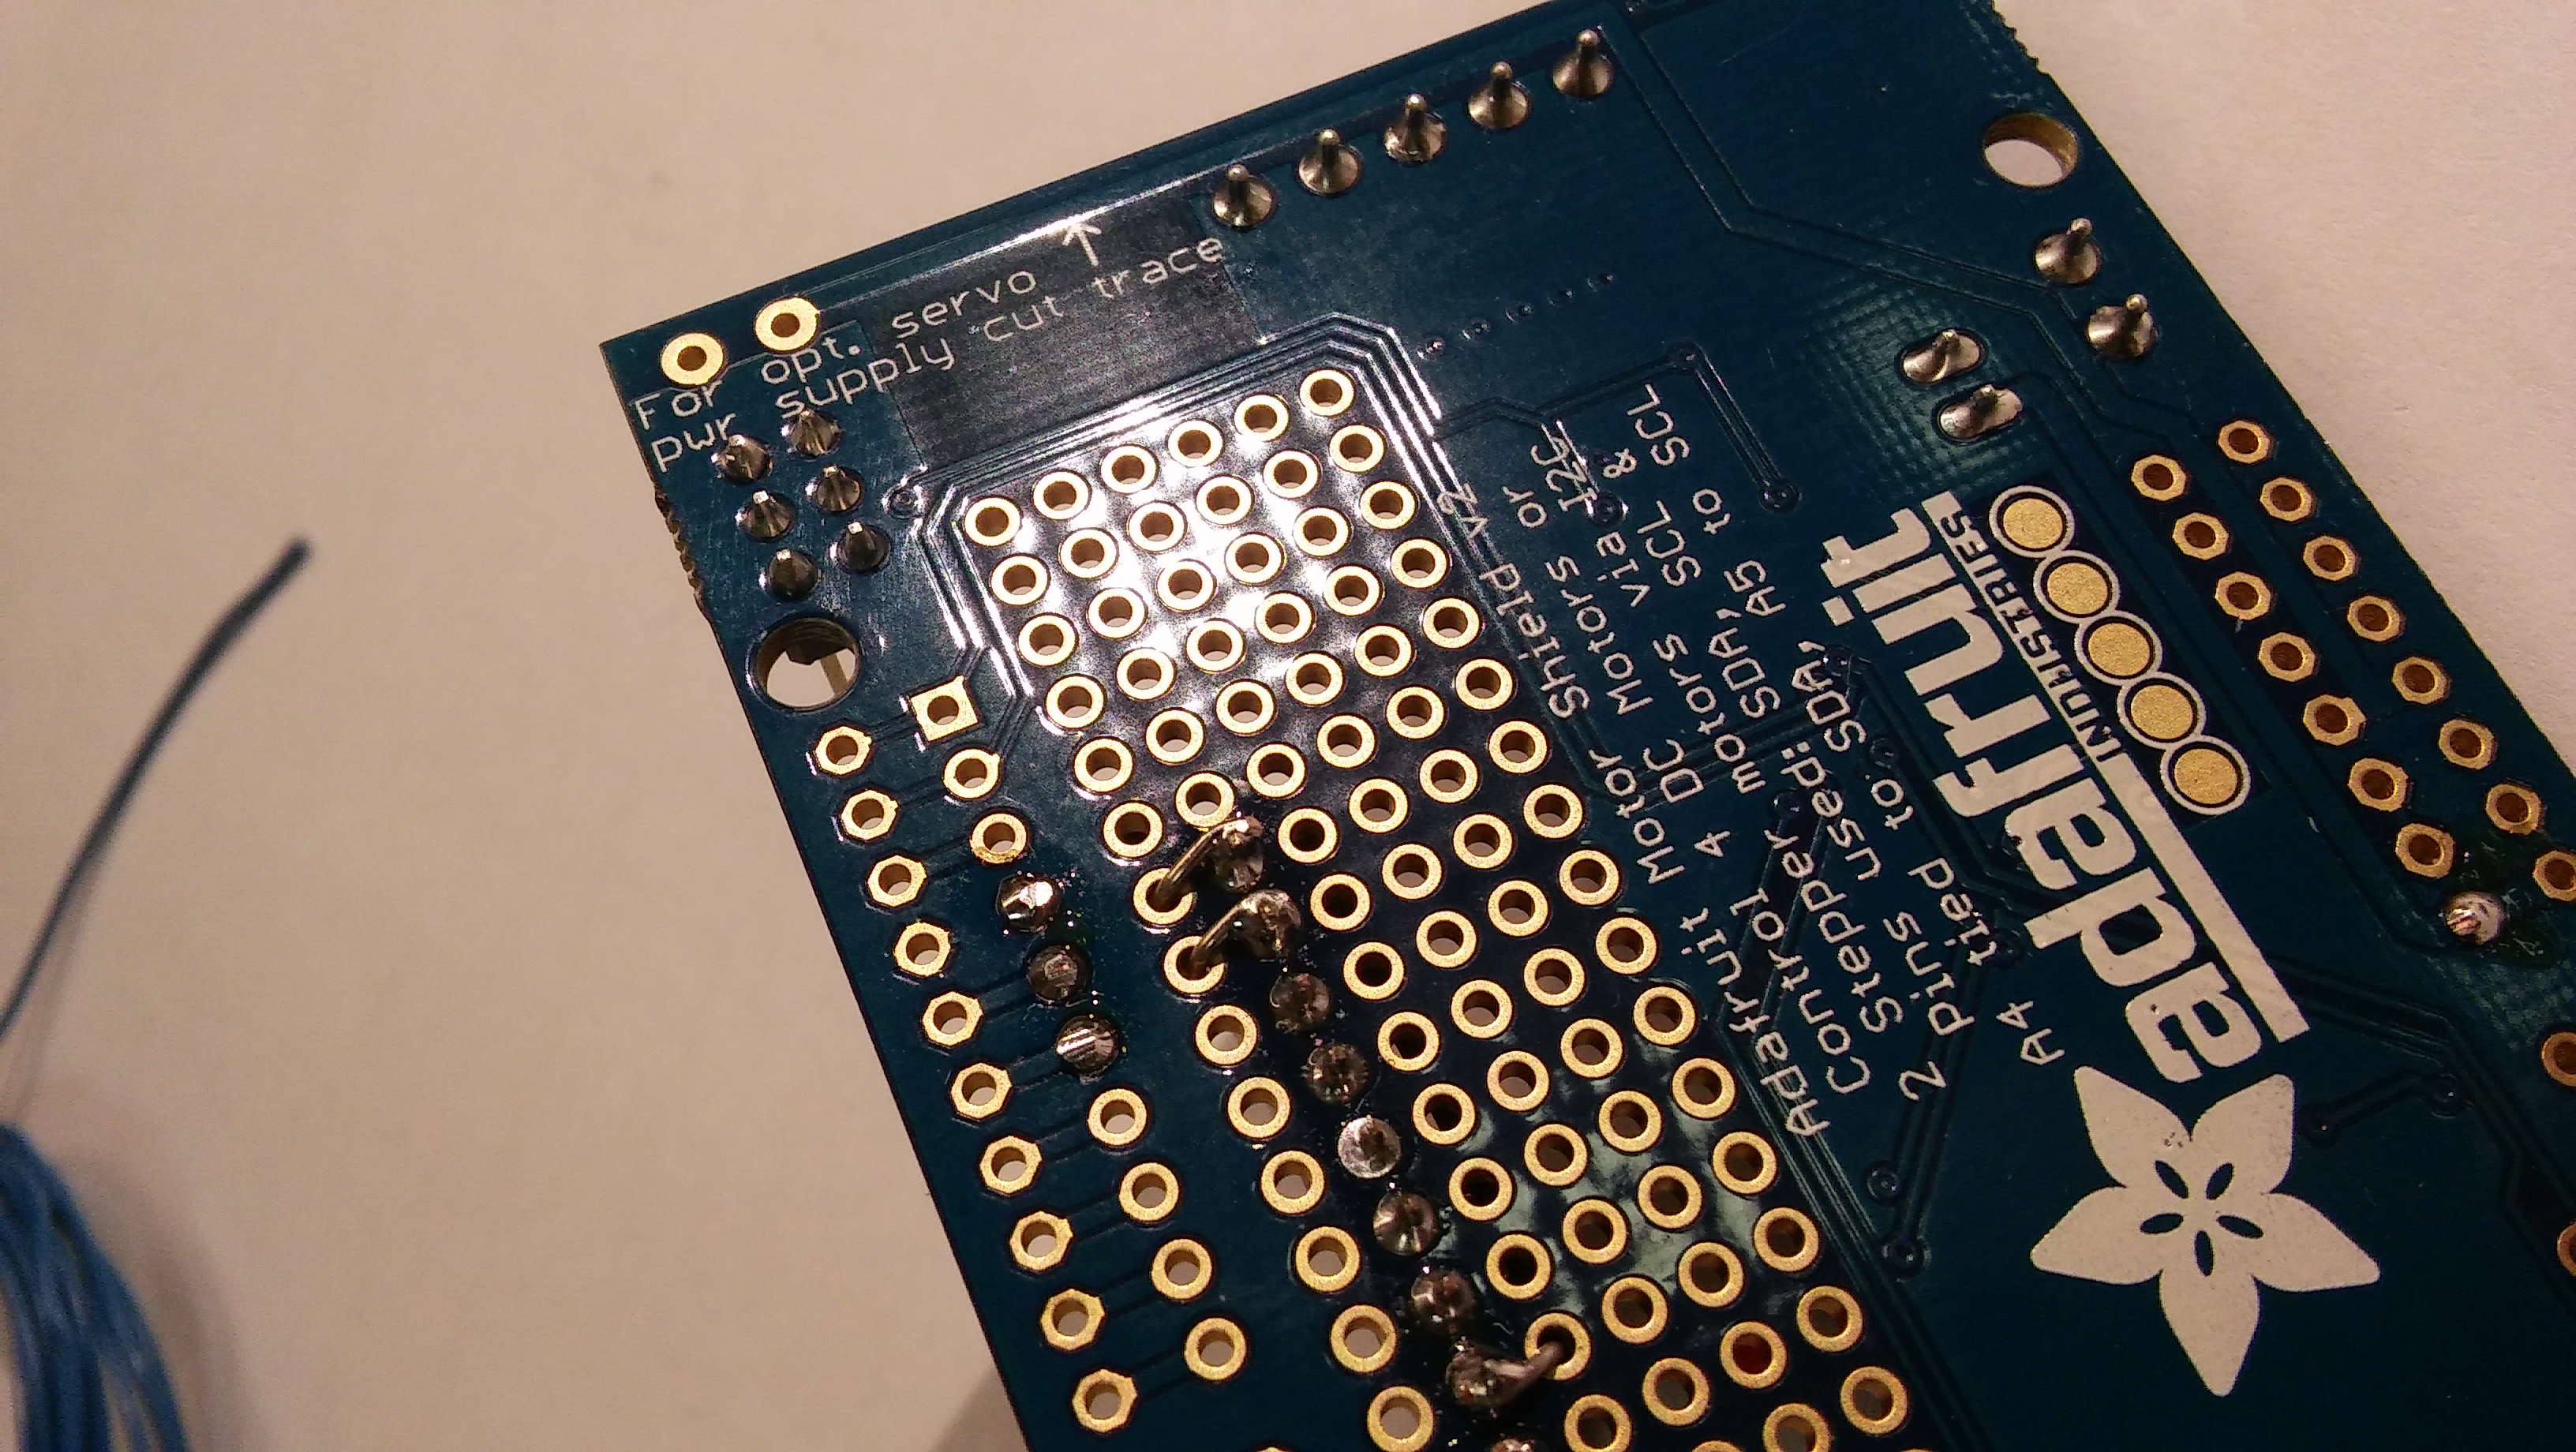 For opt. servo
pwr supply cut trace
Adafruit Motor Shield v2
Control 4 DC Motors or
2 Stepper motors via I2C
Pins used: SDA, SCL &
A4 tied to SDA, A5 to SCL
adafruit
INDUSTRIES